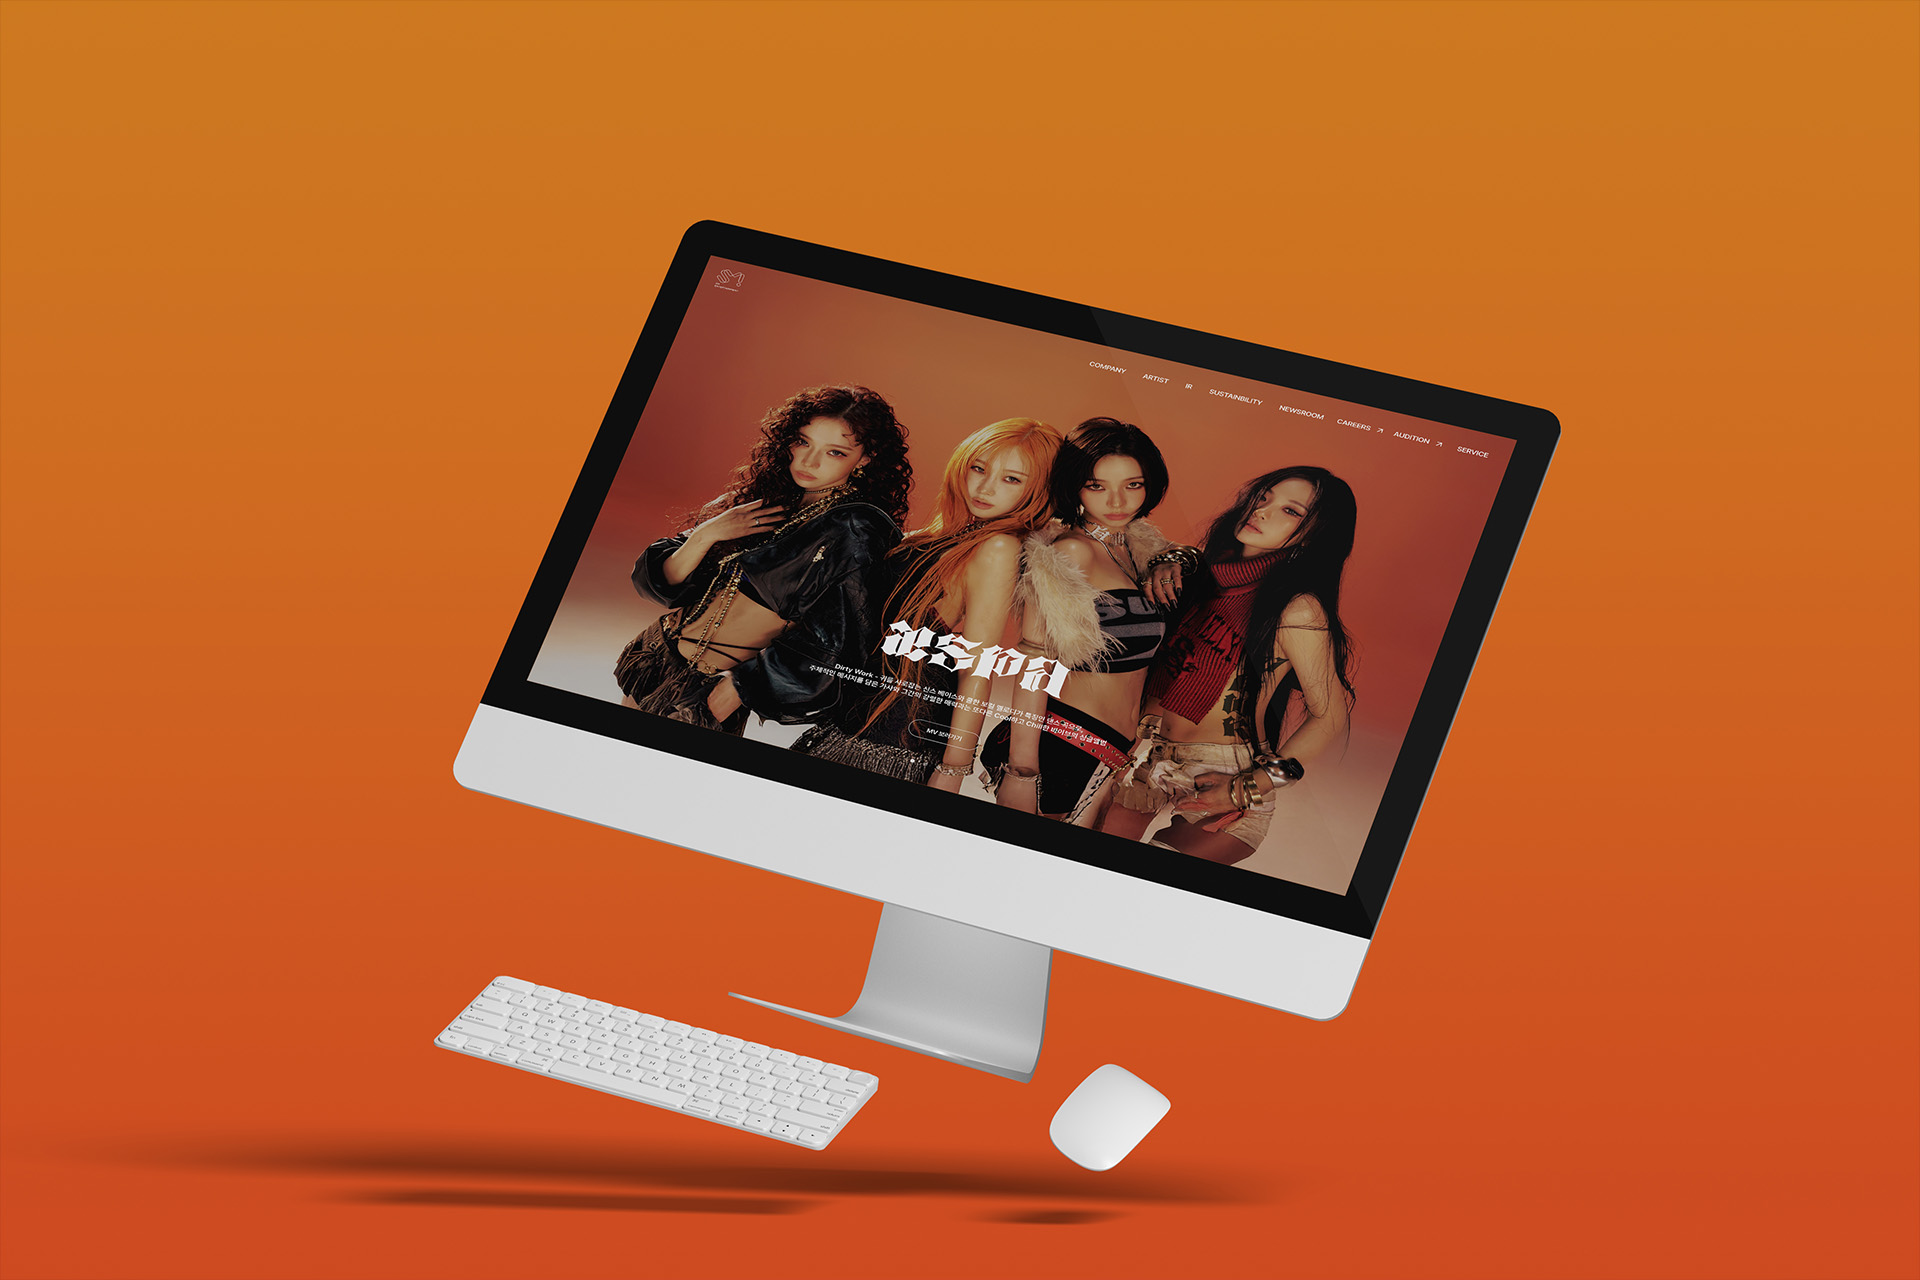 SM
COMPANY ARTIST IR SUSTAINBILITY NEWSROOM CAREERS AUDITION SERVICE
aespa
Dirty Work - 귀를 사로잡는 신스 베이스와 쿨한 보컬 멜로디가 특징인 댄스 곡으로,
주체적인 메시지를 담은 가사와 그간의 강렬한 매력과는 또다른 Cool하고 Chill한 바이브의 싱글앨범
MV 보러가기
Q W E R T Y U I O P
A S D F G H J K L
Z X C V B N M